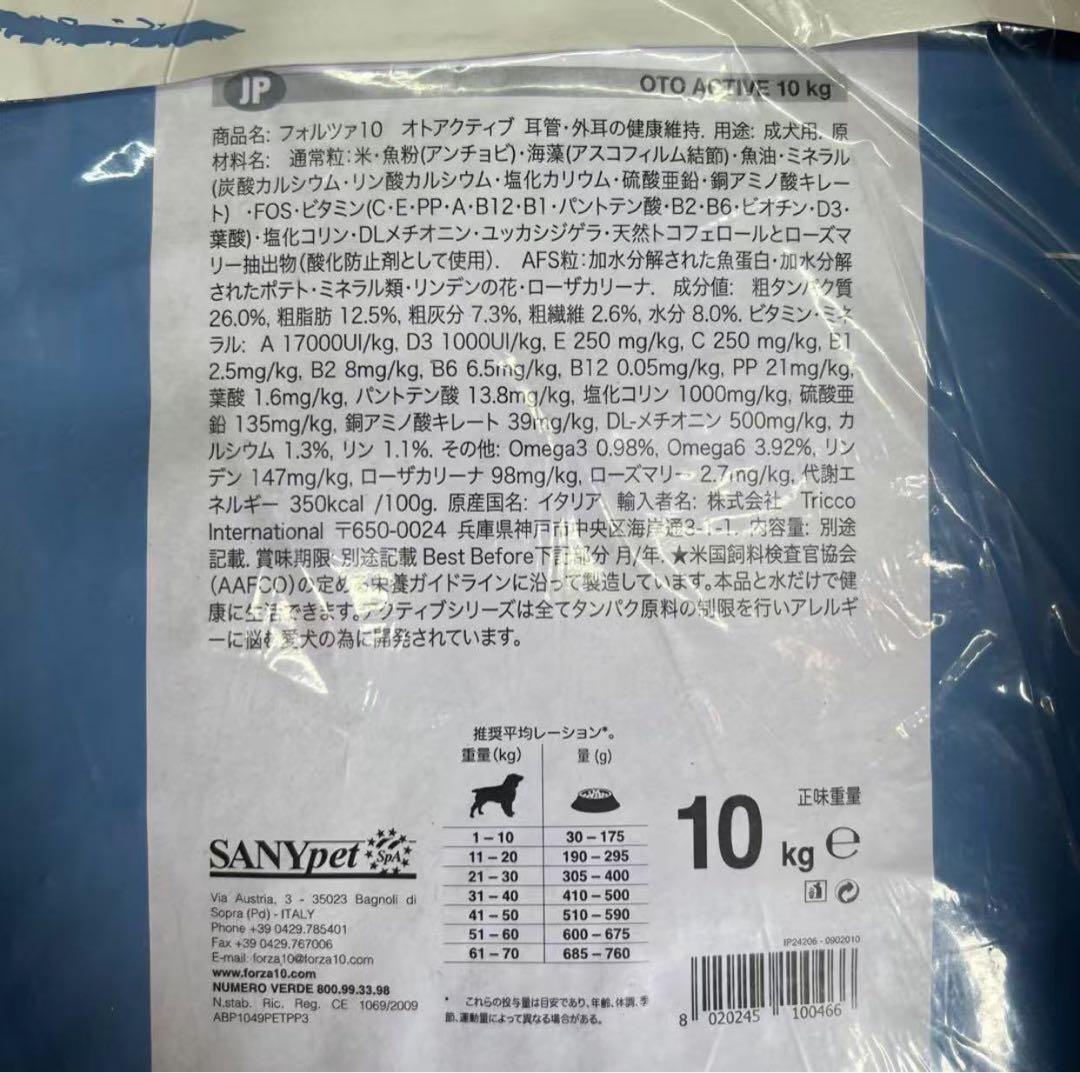 JP
OTO ACTIVE 10 kg
商品名: フォルツァ10 オトアクティブ 耳管・外耳の健康維持. 用途: 成犬用. 原
材料名: 通常粒:米・魚粉(アンチョビ)・海藻(アスコフィルム結節)・魚油・ミネラル
(炭酸カルシウム・リン酸カルシウム・塩化カリウム・硫酸亜鉛・銅アミノ酸キレー
ト) ・FOS・ビタミン(C・E・PP・A・B12・B1・パントテン酸・B2・B6・ビオチン・D3・
葉酸)・塩化コリン・DLメチオニン・ユッカシジゲラ・天然トコフェロールとローズマ
リー抽出物(酸化防止剤として使用). AFS粒:加水分解された魚蛋白・加水分解
されたポテト・ミネラル類・リンデンの花・ローザカリーナ. 成分値: 粗タンパク質
26.0%, 粗脂肪 12.5%, 粗灰分 7.3%, 粗繊維 2.6%, 水分 8.0%. ビタミン・ミネ
ラル: A 17000UI/kg, D3 1000UI/kg, E 250 mg/kg, C 250 mg/kg, B1
2.5mg/kg, B2 8mg/kg, B6 6.5mg/kg, B12 0.05mg/kg, PP 21mg/kg,
葉酸 1.6mg/kg, パントテン酸 13.8mg/kg, 塩化コリン 1000mg/kg, 硫酸亜
鉛 135mg/kg, 銅アミノ酸キレート 39mg/kg, DL-メチオニン 500mg/kg, カ
ルシウム 1.3%, リン 1.1%. その他: Omega3 0.98%, Omega6 3.92%, リン
デン 147mg/kg, ローザカリーナ 98mg/kg, ローズマリー 2.7mg/kg, 代謝エ
ネルギー 350kcal /100g. 原産国名: イタリア 輸入者名: 株式会社 Tricco
International 〒650-0024 兵庫県神戸市中央区海岸通3-1-1. 内容量: 別途
記載. 賞味期限: 別途記載 Best Before下記部分 月/年. ★米国飼料検査官協会
(AAFCO)の定める栄養ガイドラインに沿って製造しています。本品と水だけで健
康に生活できます。アクティブシリーズは全てタンパク原料の制限を行いアレルギ
ーに悩む愛犬の為に開発されています。
推奨平均レーション*。
重量(kg) 量 (g)
1 – 10 30 – 175
11 – 20 190 – 295
21 – 30 305 – 400
31 – 40 410 – 500
41 – 50 510 – 590
51 – 60 600 – 675
61 – 70 685 – 760
* これらの投与量は目安であり、年齢、体調、季
節、運動量によって異なる場合がある。
SANYpet SpA
Via Austria, 3 - 35023 Bagnoli di
Sopra (Pd) - ITALY
Phone +39 0429.785401
Fax +39 0429.767006
E-mail: forza10@forza10.com
www.forza10.com
NUMERO VERDE 800.99.33.98
N.stab. Ric. Reg. CE 1069/2009
ABP1049PETPP3
正味重量
10 kg ℮
IP24206 - 0902010
8 020245 100466